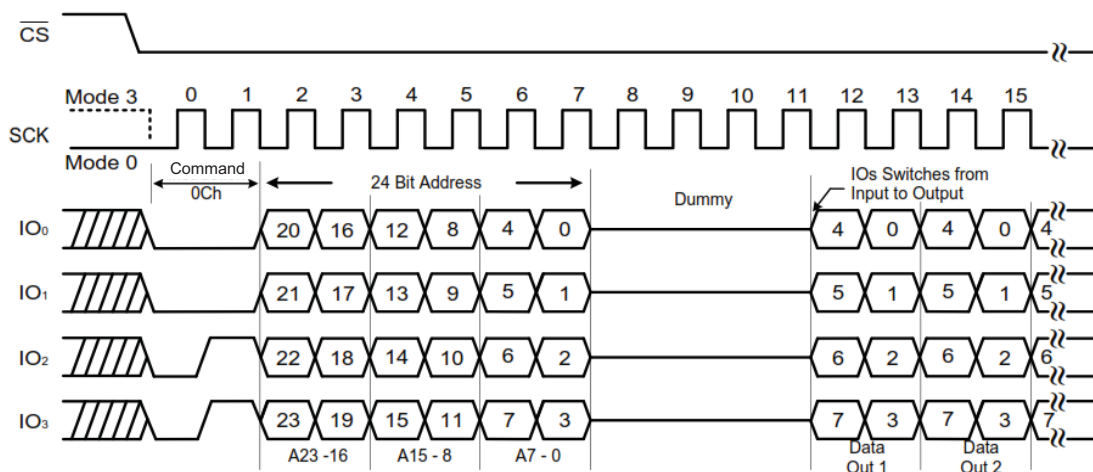 CS
Mode 3 0 1 2 3 4 5 6 7 8 9 10 11 12 13 14 15
SCK
Mode 0
Command
0Ch
24 Bit Address
Dummy
IOs Switches from
Input to Output
IO0 20 16 12 8 4 0 4 0 4 0 4
IO1 21 17 13 9 5 1 5 1 5 1 5
IO2 22 18 14 10 6 2 6 2 6 2 6
IO3 23 19 15 11 7 3 7 3 7 3 7
A23 -16 A15 - 8 A7 - 0
Data
Out 1
Data
Out 2